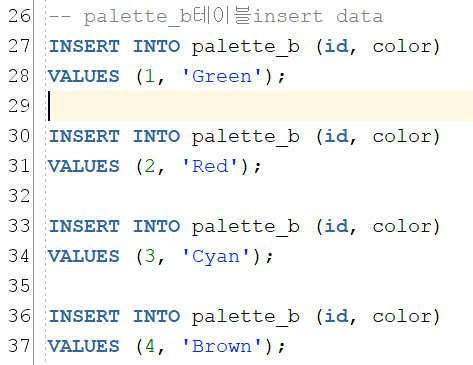 26 -- palette_b테이블insert data
27 INSERT INTO palette_b (id, color)
28 VALUES (1, 'Green');
29
30 INSERT INTO palette_b (id, color)
31 VALUES (2, 'Red');
32
33 INSERT INTO palette_b (id, color)
34 VALUES (3, 'Cyan');
35
36 INSERT INTO palette_b (id, color)
37 VALUES (4, 'Brown');